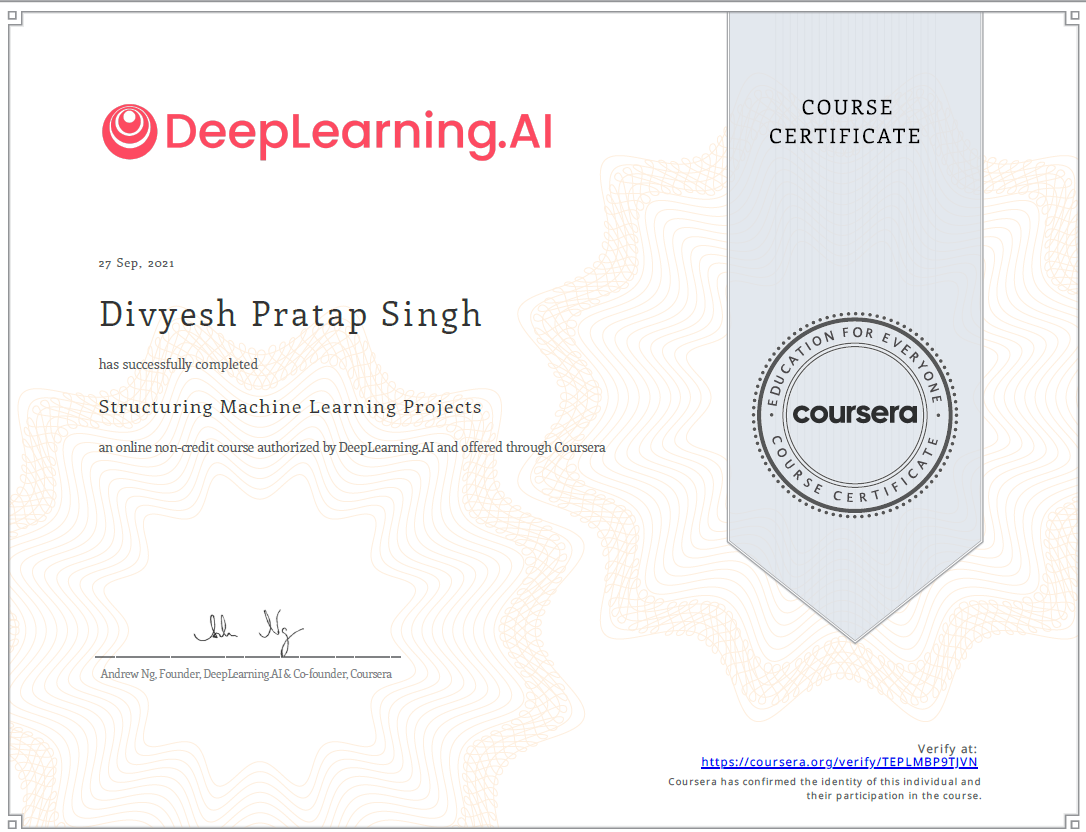 DeepLearning.AI
COURSE
CERTIFICATE
27 Sep, 2021
Divyesh Pratap Singh
has successfully completed
Structuring Machine Learning Projects
an online non-credit course authorized by DeepLearning.AI and offered through Coursera
EDUCATION FOR EVERYONE
coursera
COURSE CERTIFICATE
Andrew Ng, Founder, DeepLearning.AI & Co-founder, Coursera
Verify at:
https://coursera.org/verify/TEPLMBP9TJVN
Coursera has confirmed the identity of this individual and
their participation in the course.